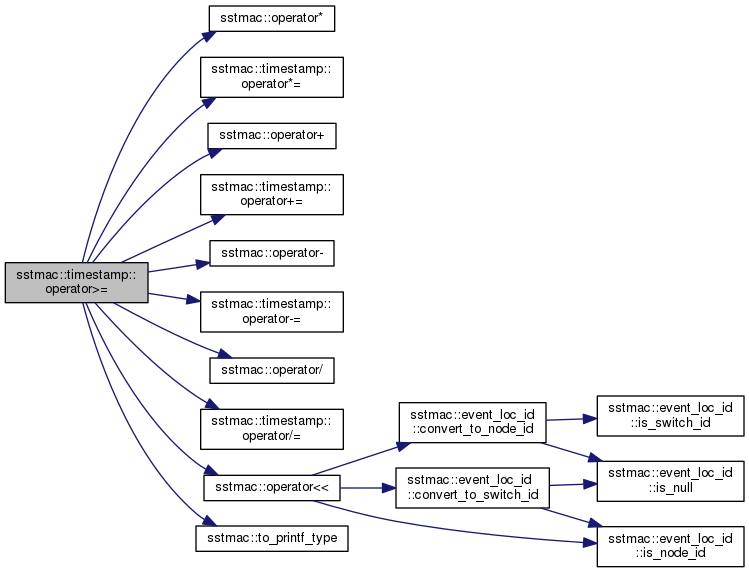 sstmac::operator*
sstmac::timestamp::
operator*=
sstmac::operator+
sstmac::timestamp::
operator+=
sstmac::operator-
sstmac::timestamp::
operator>=
sstmac::timestamp::
operator-=
sstmac::operator/
sstmac::timestamp::
operator/=
sstmac::operator<<
sstmac::to_printf_type
sstmac::event_loc_id
::convert_to_node_id
sstmac::event_loc_id
::convert_to_switch_id
sstmac::event_loc_id
::is_switch_id
sstmac::event_loc_id
::is_null
sstmac::event_loc_id
::is_node_id